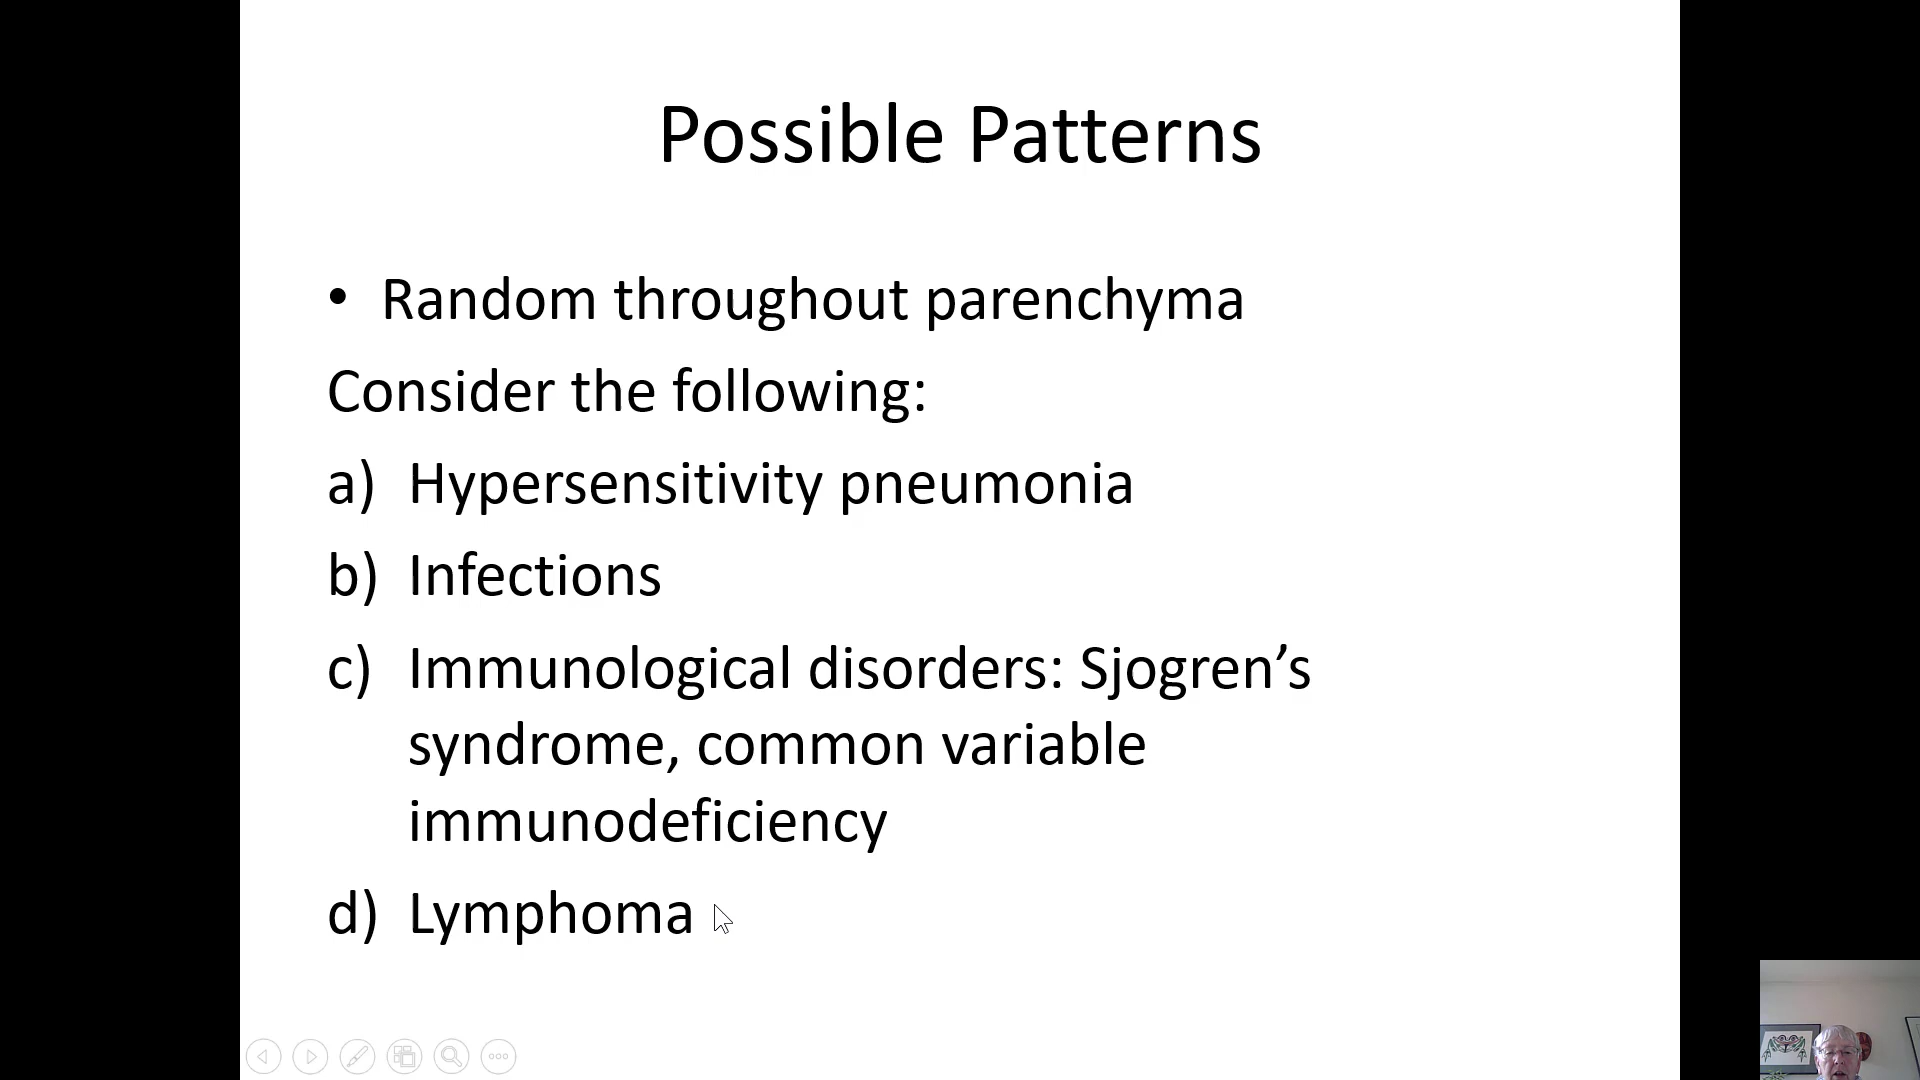 Possible Patterns
• Random throughout parenchyma
Consider the following:
a) Hypersensitivity pneumonia
b) Infections
c) Immunological disorders: Sjogren’s
syndrome, common variable
immunodeficiency
d) Lymphoma